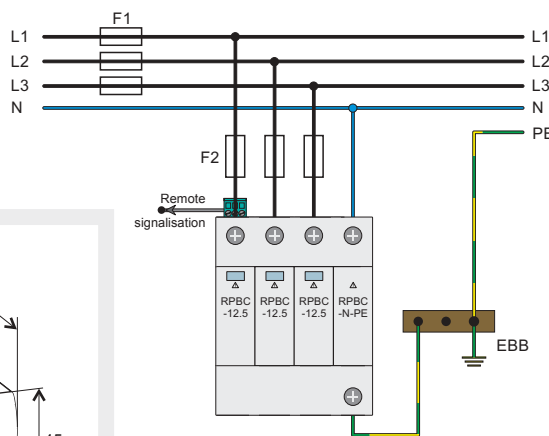 F1
L1 L1
L2 L2
L3 L3
N N
PE
F2
Remote
signalisation
RPBC RPBC RPBC RPBC
-12.5 -12.5 -12.5 -N-PE
EBB